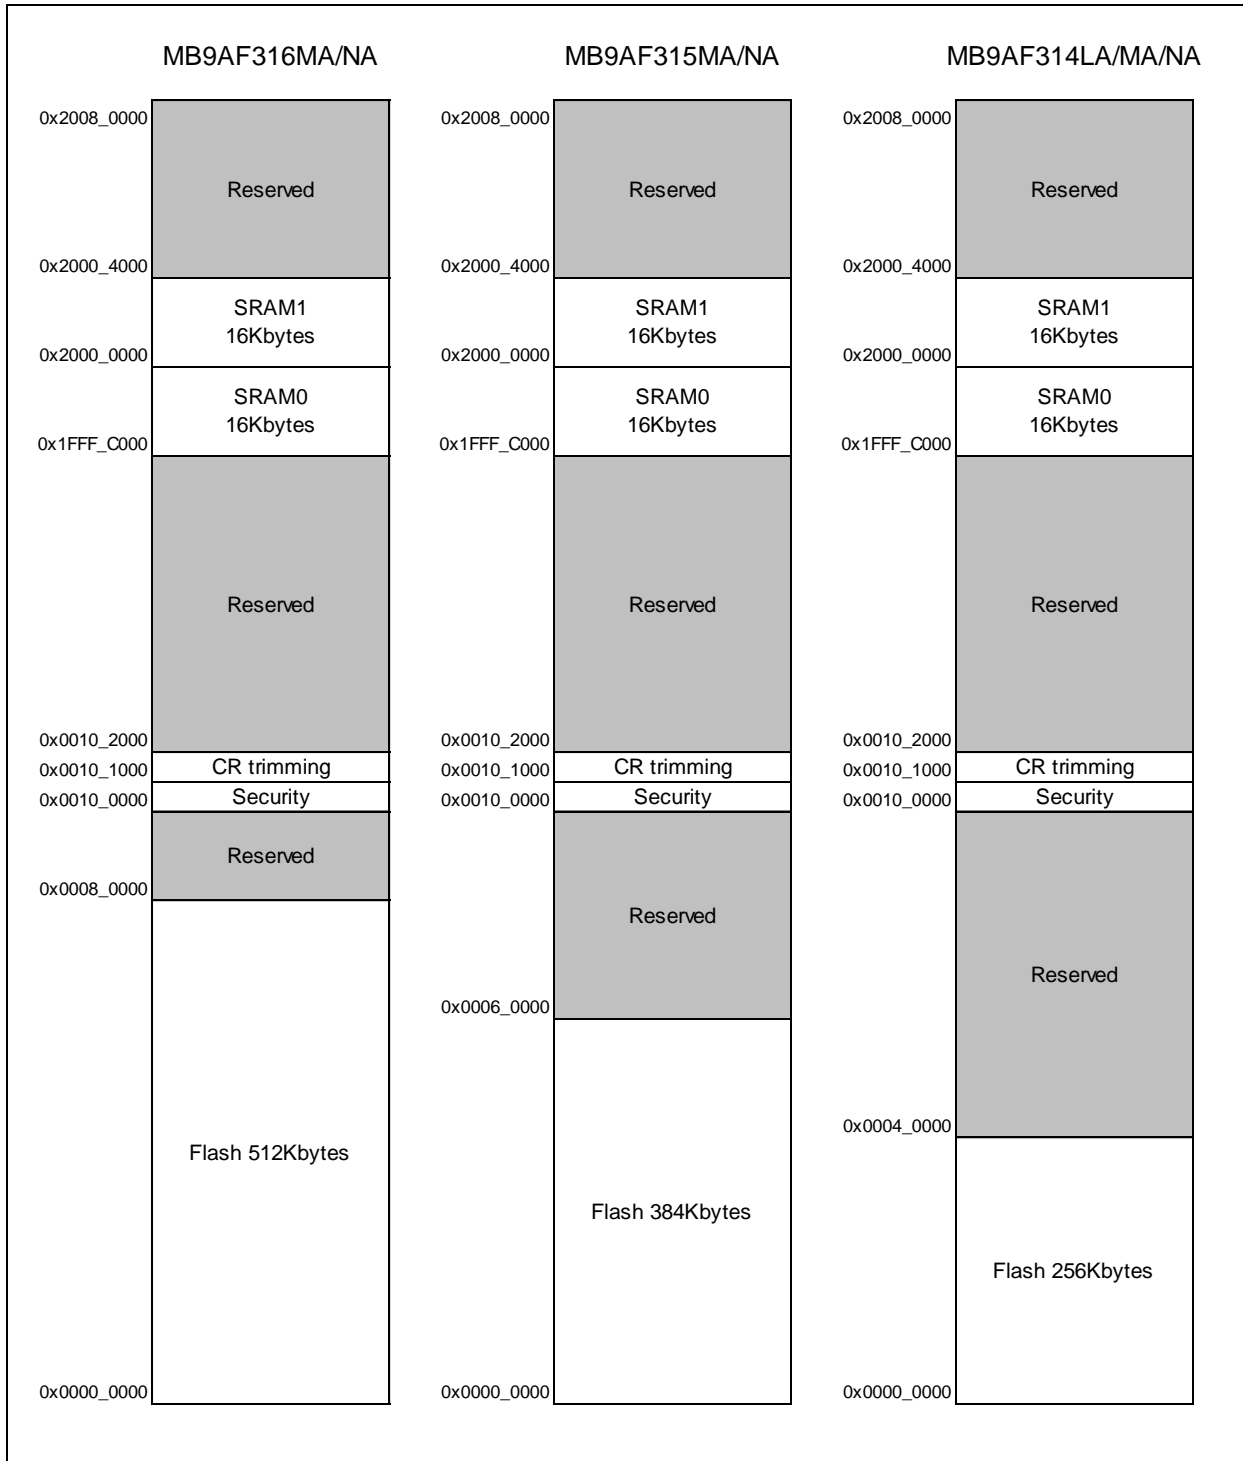 MB9AF316MA/NA
0x2008_0000
Reserved
0x2000_4000
SRAM1
16Kbytes
0x2000_0000
SRAM0
16Kbytes
0x1FFF_C000
Reserved
0x0010_2000
CR trimming
0x0010_1000
Security
0x0010_0000
Reserved
0x0008_0000
Flash 512Kbytes
0x0000_0000
MB9AF315MA/NA
0x2008_0000
Reserved
0x2000_4000
SRAM1
16Kbytes
0x2000_0000
SRAM0
16Kbytes
0x1FFF_C000
Reserved
0x0010_2000
CR trimming
0x0010_1000
Security
0x0010_0000
Reserved
0x0006_0000
Flash 384Kbytes
0x0000_0000
MB9AF314LA/MA/NA
0x2008_0000
Reserved
0x2000_4000
SRAM1
16Kbytes
0x2000_0000
SRAM0
16Kbytes
0x1FFF_C000
Reserved
0x0010_2000
CR trimming
0x0010_1000
Security
0x0010_0000
Reserved
0x0004_0000
Flash 256Kbytes
0x0000_0000